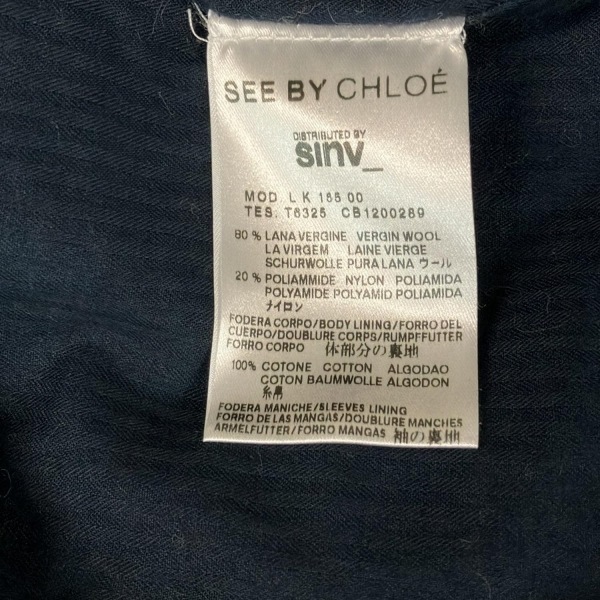 SEE BY CHLOÉ
DISTRIBUTED BY
sinv_
MOD. L K 155 00
TES. T6325 CB1200289
80 % LANA VERGINE VERGIN WOOL
LA VIRGEM LAINE VIERGE
SCHURWOLLE PURA LANA ウール
20 % POLIAMMIDE NYLON POLIAMIDA
POLYAMIDE POLYAMID POLIAMIDA
ナイロン
FODERA CORPO/BODY LINING/FORRO DEL
CUERPO/DOUBLURE CORPS/RUMPFFUTTER
FORRO CORPO 体部分の裏地
100% COTONE COTTON ALGODAO
COTON BAUMWOLLE ALGODON
綿
FODERA MANICHE/SLEEVES LINING
FORRO DE LAS MANGAS/DOUBLURE MANCHES
ARMELFUTTER/FORRO MANGAS 袖の裏地